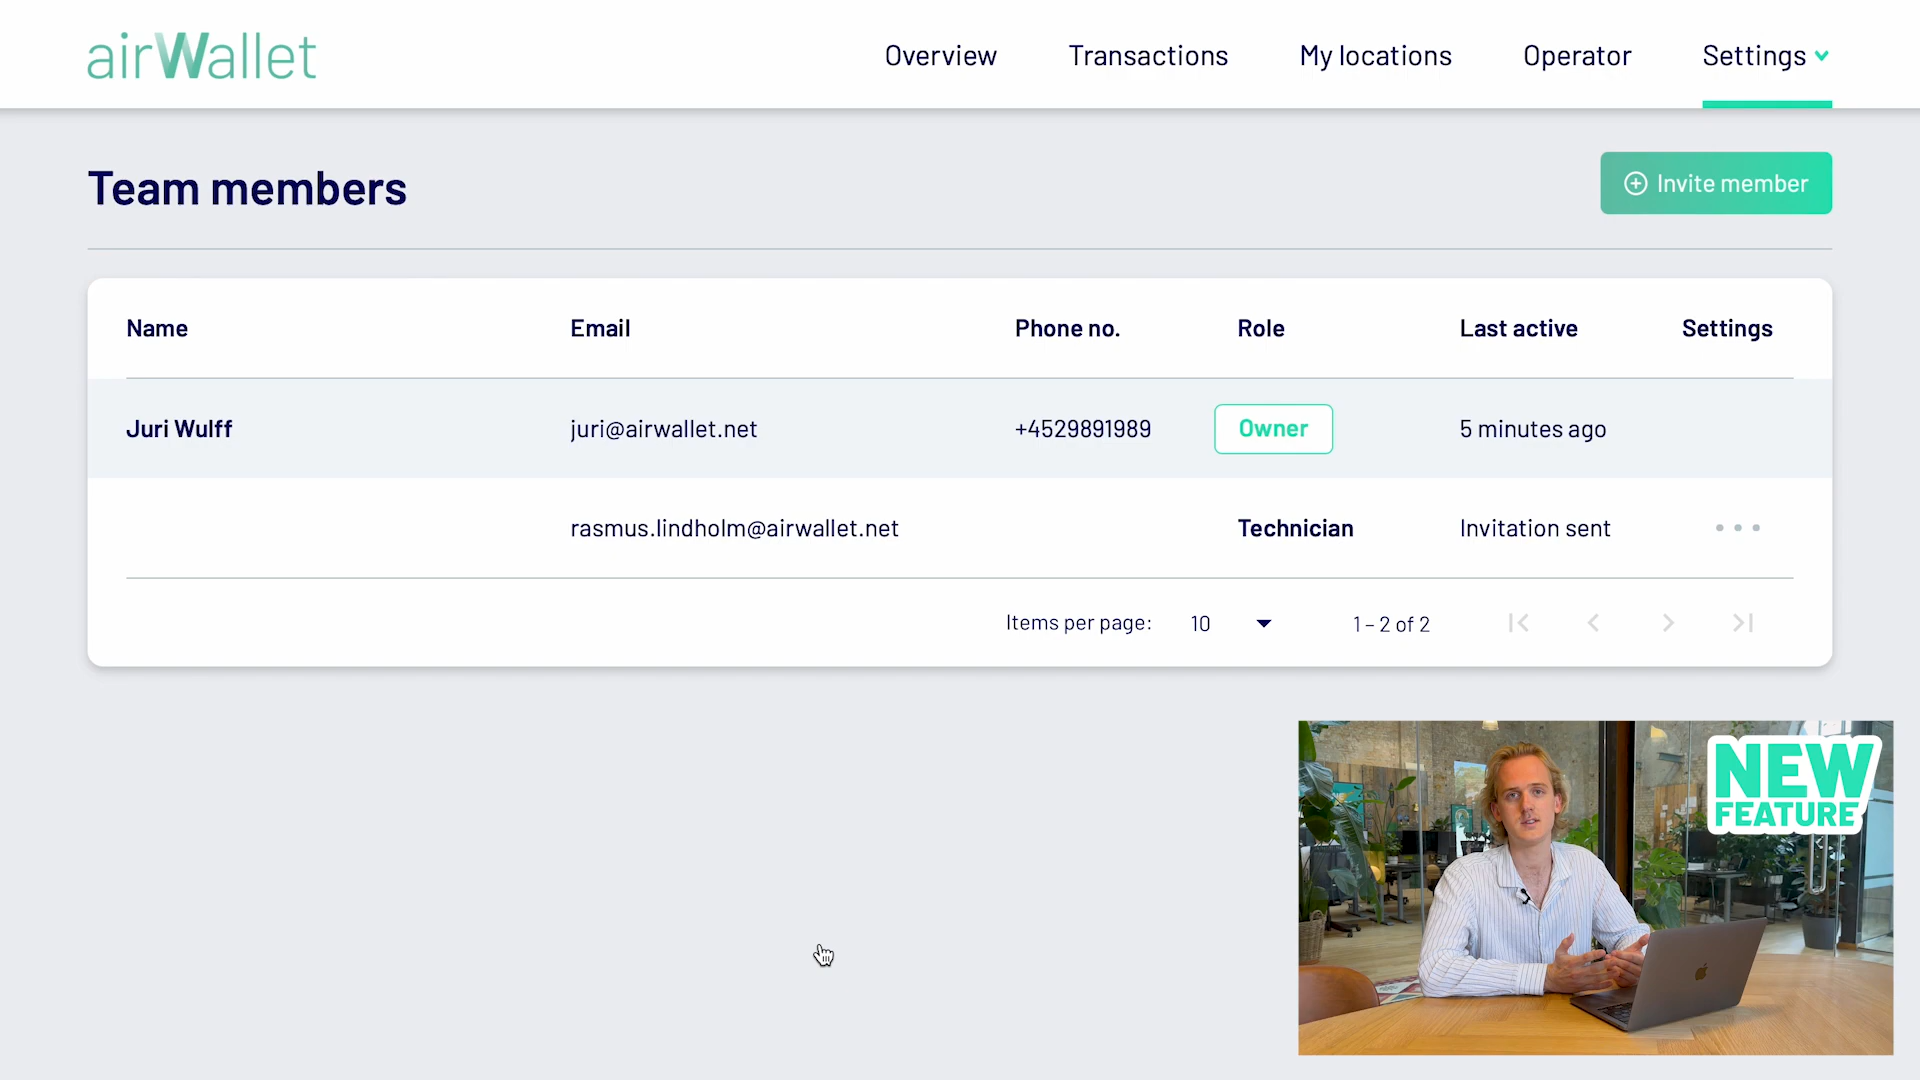 airWallet
Overview Transactions My locations Operator Settings
Team members
Invite member
Name Email Phone no. Role Last active Settings
Juri Wulff juri@airwallet.net +4529891989 Owner 5 minutes ago
rasmus.lindholm@airwallet.net Technician Invitation sent
Items per page: 10 1 – 2 of 2
NEW
FEATURE